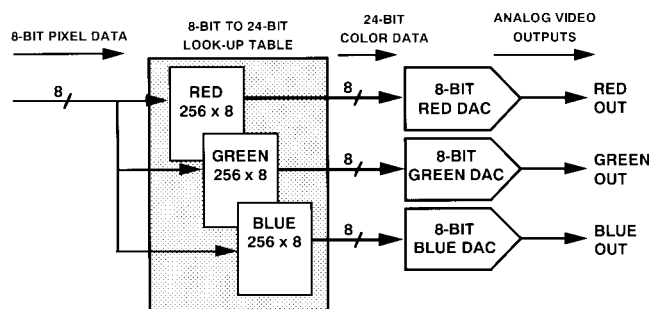 8-BIT PIXEL DATA
8-BIT TO 24-BIT
LOOK-UP TABLE
24-BIT
COLOR DATA
ANALOG VIDEO
OUTPUTS
8
RED
256 x 8
8
8-BIT
RED DAC
RED
OUT
GREEN
256 x 8
8
8-BIT
GREEN DAC
GREEN
OUT
BLUE
256 x 8
8
8-BIT
BLUE DAC
BLUE
OUT